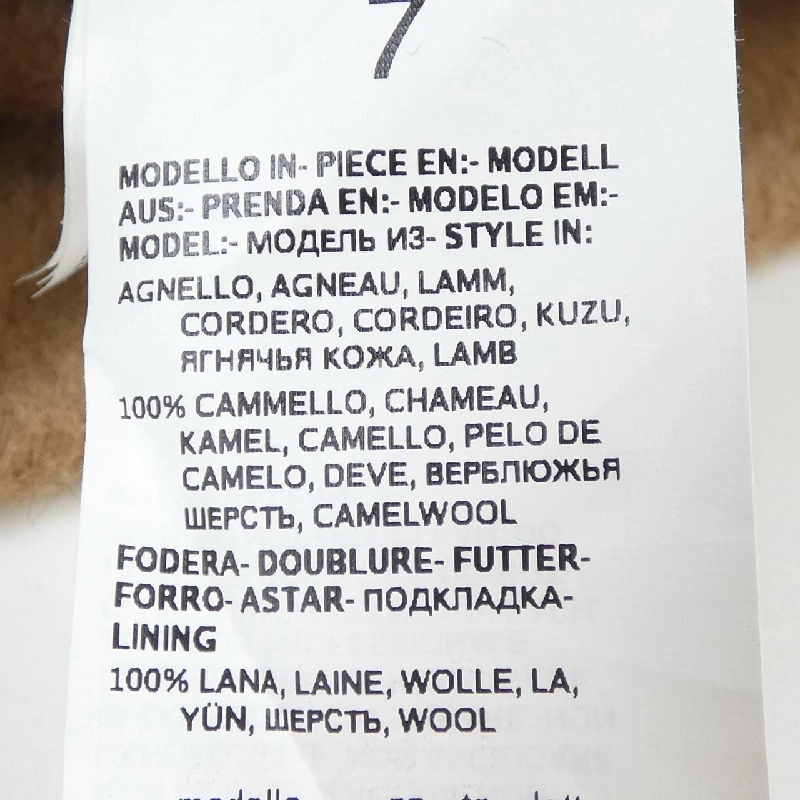 7
MODELLO IN- PIECE EN:- MODELL
AUS:- PRENDA EN:- MODELO EM:-
MODEL:- МОДЕЛЬ ИЗ- STYLE IN:
AGNELLO, AGNEAU, LAMM,
CORDERO, CORDEIRO, KUZU,
ЯГНЯЧЬЯ КОЖА, LAMB
100% CAMMELLO, CHAMEAU,
KAMEL, CAMELLO, PELO DE
CAMELO, DEVE, ВЕРБЛЮЖЬЯ
ШЕРСТЬ, CAMELWOOL
FODERA- DOUBLURE- FUTTER-
FORRO- ASTAR- ПОДКЛАДКА-
LINING
100% LANA, LAINE, WOLLE, LA,
YÜN, ШЕРСТЬ, WOOL